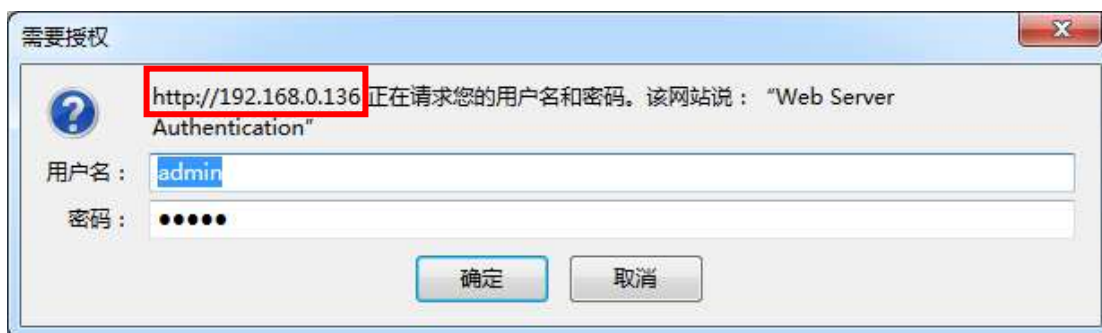 需要授权
http://192.168.0.136 正在请求您的用户名和密码。该网站说： “Web Server
Authentication”
用户名： admin
密码： ●●●●●
确定 取消